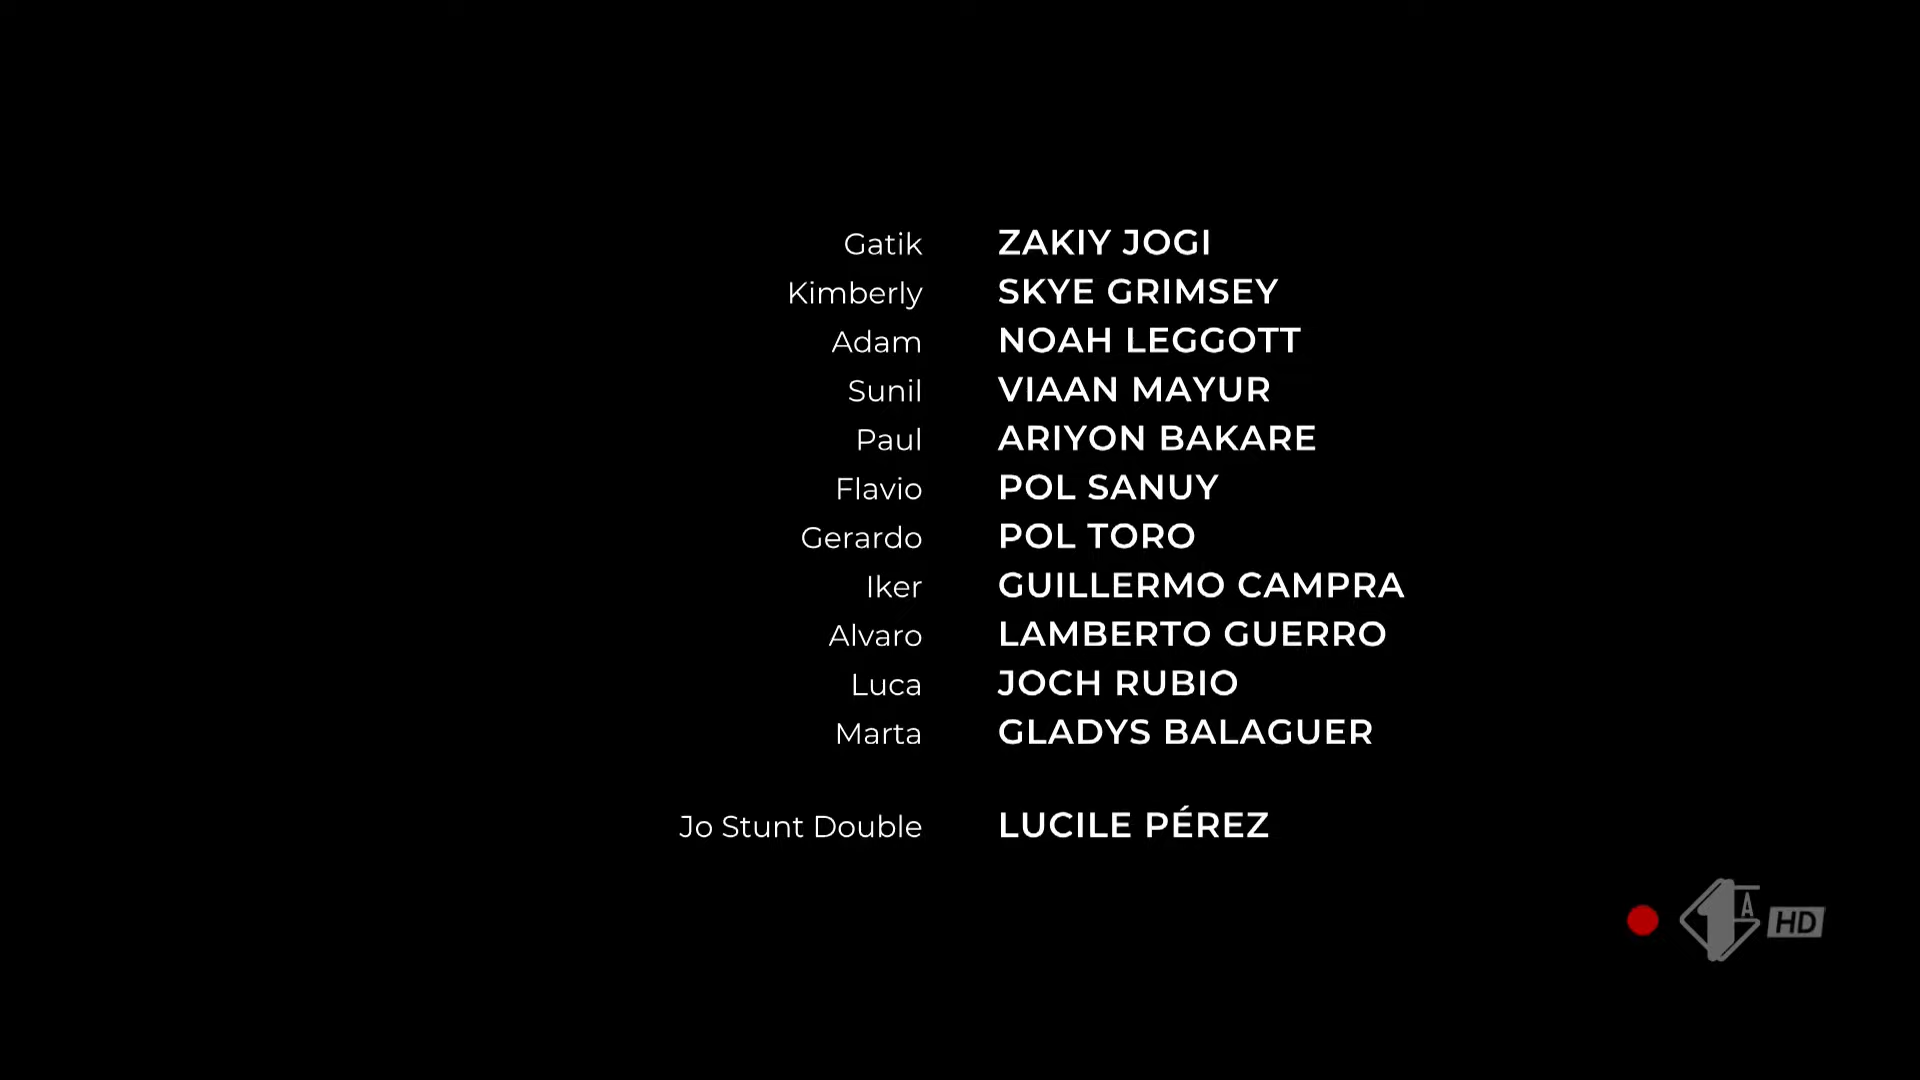 Gatik ZAKIY JOGI
Kimberly SKYE GRIMSEY
Adam NOAH LEGGOTT
Sunil VIAAN MAYUR
Paul ARIYON BAKARE
Flavio POL SANUY
Gerardo POL TORO
Iker GUILLERMO CAMPRA
Alvaro LAMBERTO GUERRO
Luca JOCH RUBIO
Marta GLADYS BALAGUER
Jo Stunt Double LUCILE PÉREZ
1 A HD